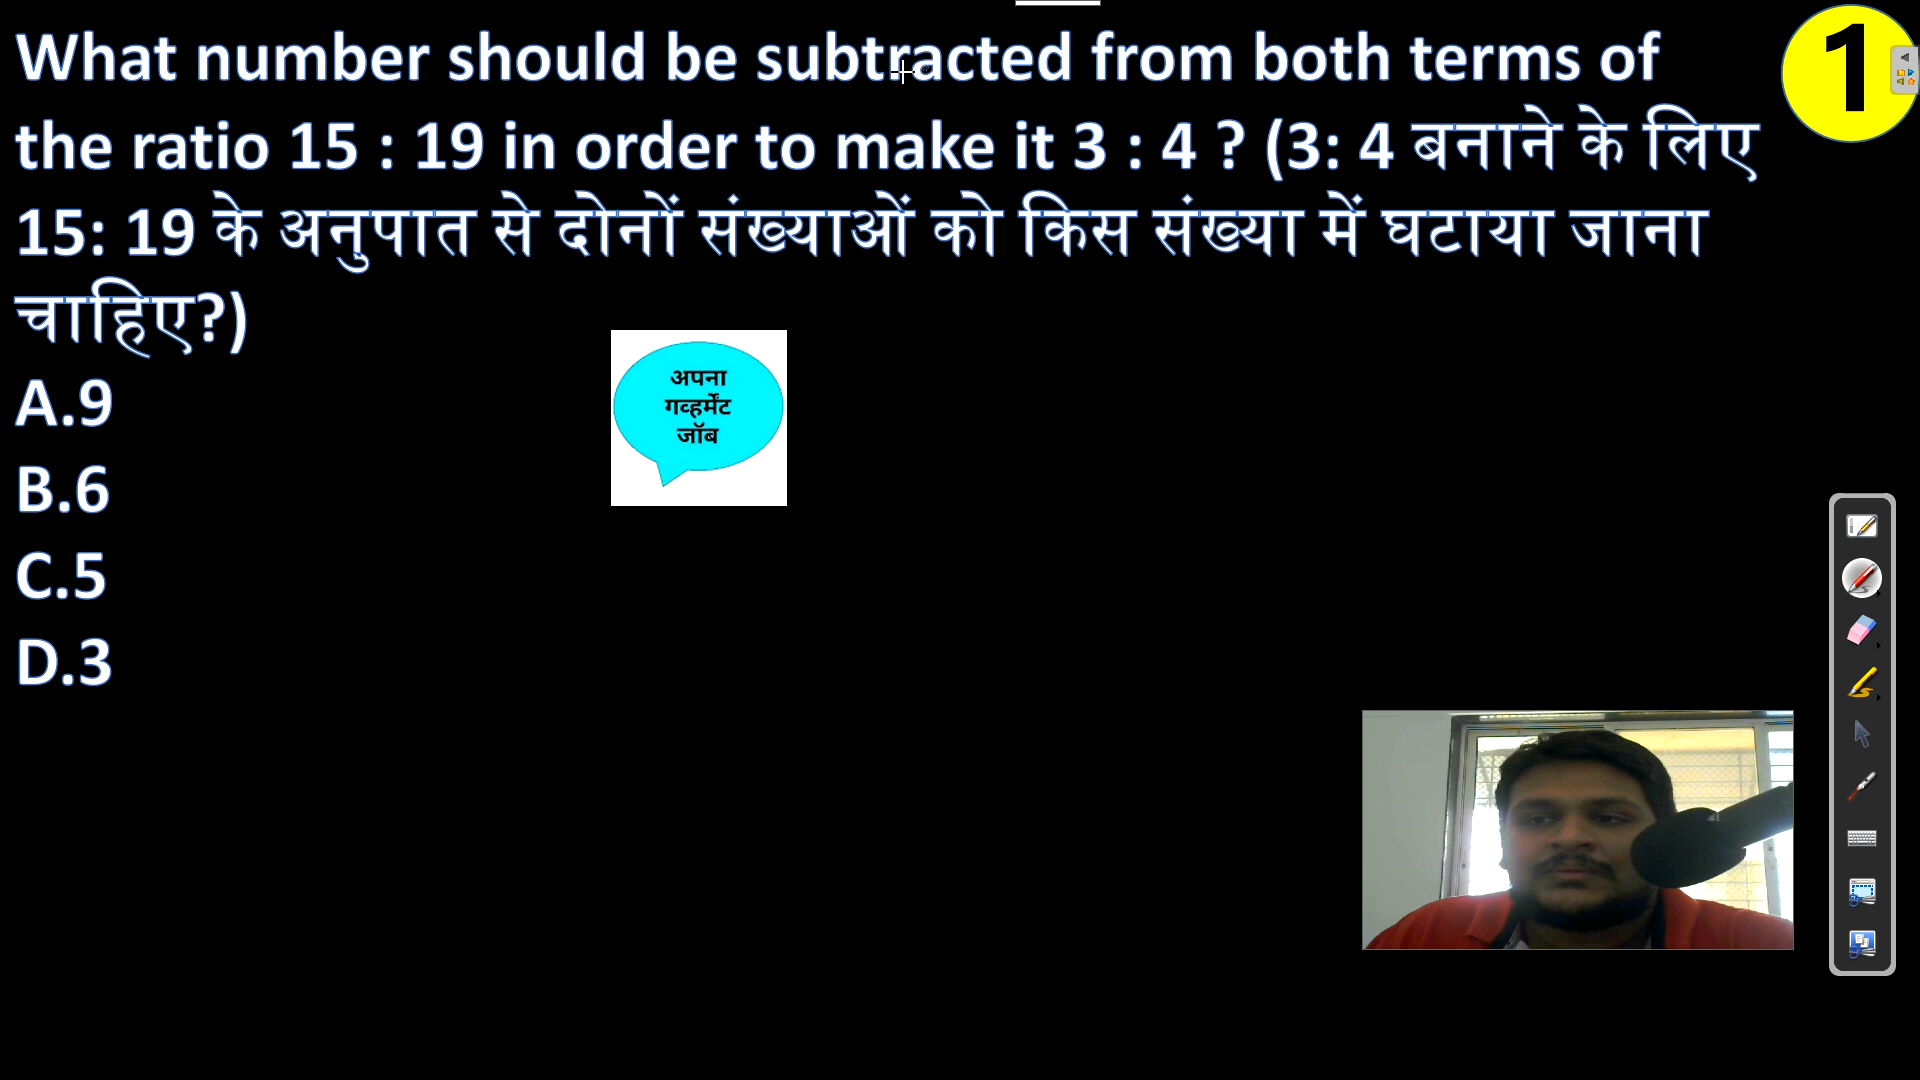 What number should be subtracted from both terms of
the ratio 15 : 19 in order to make it 3 : 4 ? (3: 4 बनाने के लिए
15: 19 के अनुपात से दोनों संख्याओं को किस संख्या में घटाया जाना
चाहिए?)
A.9
B.6
C.5
D.3
1
अपना
गव्हर्मेंट
जॉब